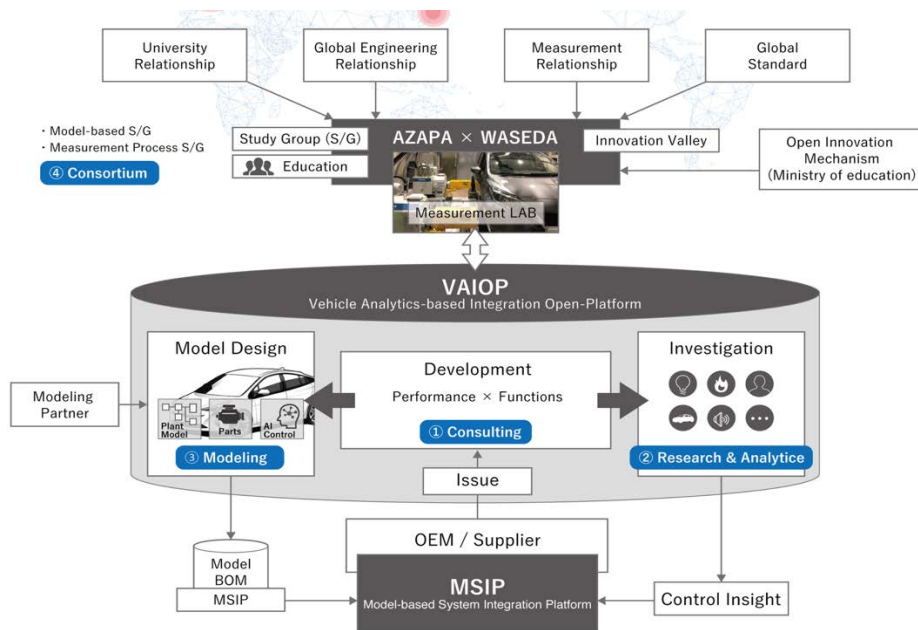 University
Relationship
Global Engineering
Relationship
Measurement
Relationship
Global
Standard
・Model-based S/G
・Measurement Process S/G
④ Consortium
Study Group (S/G)
Education
AZAPA × WASEDA
Innovation Valley
Measurement LAB
Open Innovation
Mechanism
(Ministry of education)
VAIOP
Vehicle Analytics-based Integration Open-Platform
Modeling
Partner
Model Design
Plant
Model
Parts
AI
Control
③ Modeling
Development
Performance × Functions
① Consulting
Issue
Investigation
② Research & Analytice
Model
BOM
MSIP
OEM / Supplier
MSIP
Model-based System Integration Platform
Control Insight